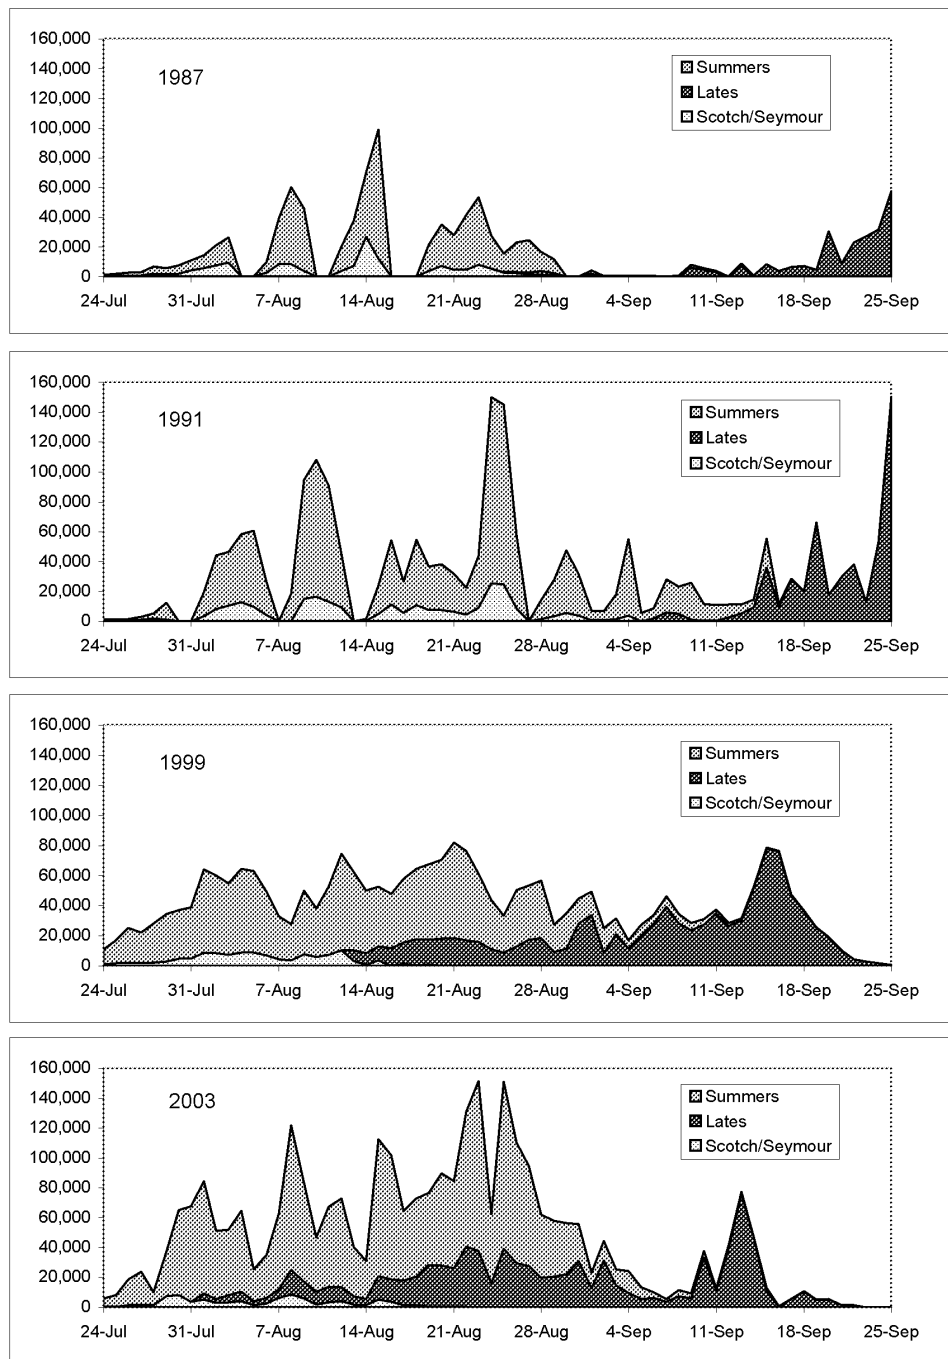 160,000
140,000
120,000
100,000
80,000
60,000
40,000
20,000
0
1987
Summers
Lates
Scotch/Seymour
24-Jul 31-Jul 7-Aug 14-Aug 21-Aug 28-Aug 4-Sep 11-Sep 18-Sep 25-Sep
160,000
140,000
120,000
100,000
80,000
60,000
40,000
20,000
0
1991
Summers
Lates
Scotch/Seymour
24-Jul 31-Jul 7-Aug 14-Aug 21-Aug 28-Aug 4-Sep 11-Sep 18-Sep 25-Sep
160,000
140,000
120,000
100,000
80,000
60,000
40,000
20,000
0
1999
Summers
Lates
Scotch/Seymour
24-Jul 31-Jul 7-Aug 14-Aug 21-Aug 28-Aug 4-Sep 11-Sep 18-Sep 25-Sep
160,000
140,000
120,000
100,000
80,000
60,000
40,000
20,000
0
2003
Summers
Lates
Scotch/Seymour
24-Jul 31-Jul 7-Aug 14-Aug 21-Aug 28-Aug 4-Sep 11-Sep 18-Sep 25-Sep